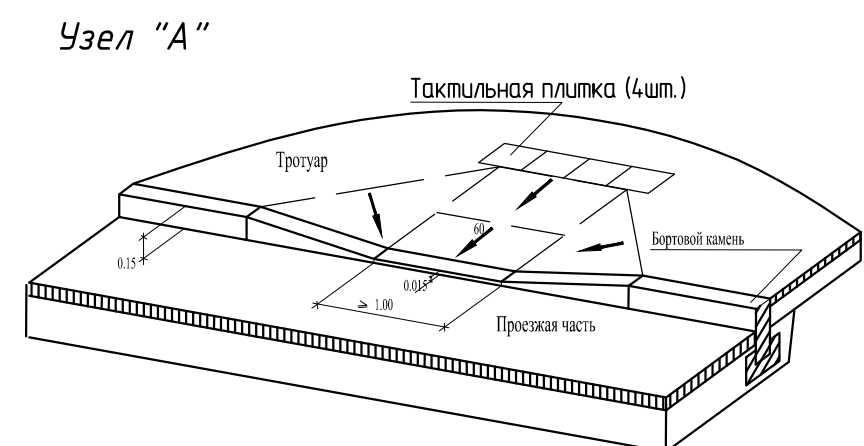 Узел "А"
Тактильная плитка (4шт.)
Тротуар
60
Бортовой камень
0.15
0.015
≥ 1.00
Проезжая часть